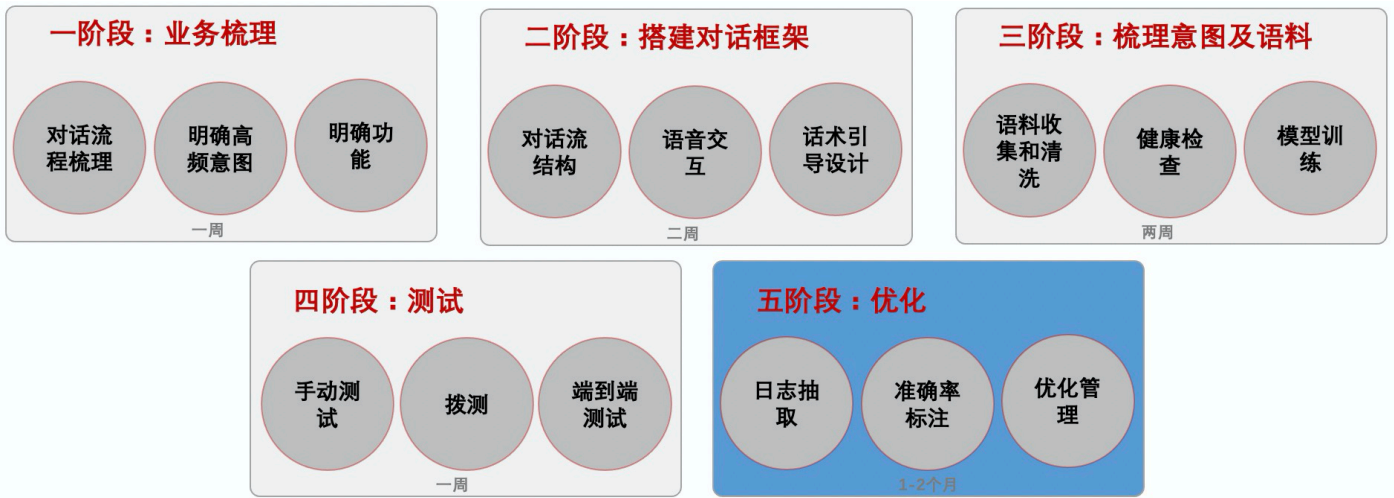 一阶段：业务梳理
对话流
程梳理
明确高
频意图
明确功
能
一周
二阶段：搭建对话框架
对话流
结构
语音交
互
话术引
导设计
二周
三阶段：梳理意图及语料
语料收
集和清
洗
健康检
查
模型训
练
两周
四阶段：测试
手动测
试
拨测
端到端
测试
一周
五阶段：优化
日志抽
取
准确率
标注
优化管
理
1-2个月